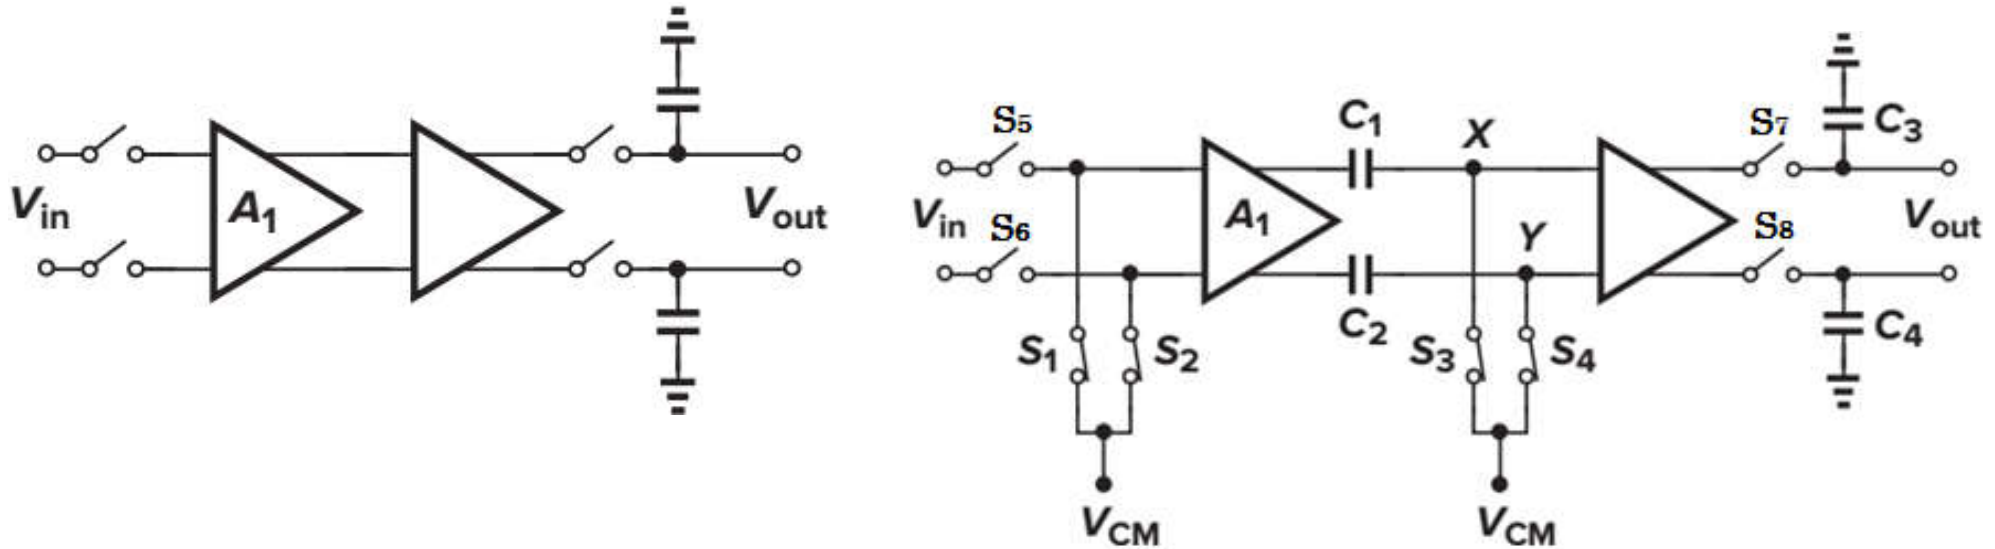 V_in
A_1
V_out
V_in
S5
S6
S_1
S_2
V_CM
A_1
C_1
C_2
X
Y
S_3
S_4
V_CM
S7
S8
C_3
C_4
V_out